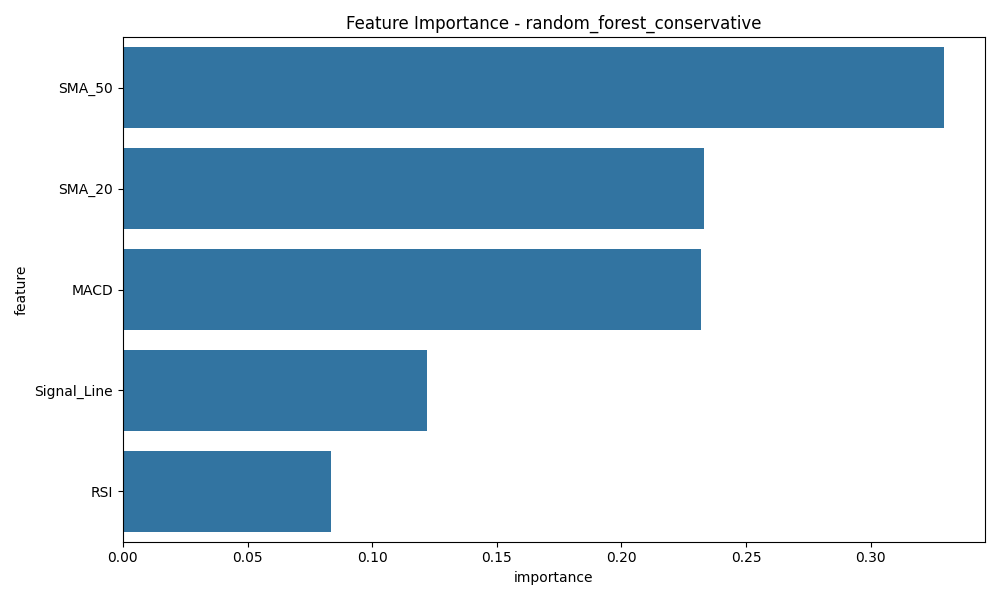 Feature Importance - random_forest_conservative
feature
SMA_50
SMA_20
MACD
Signal_Line
RSI
0.00 0.05 0.10 0.15 0.20 0.25 0.30
importance